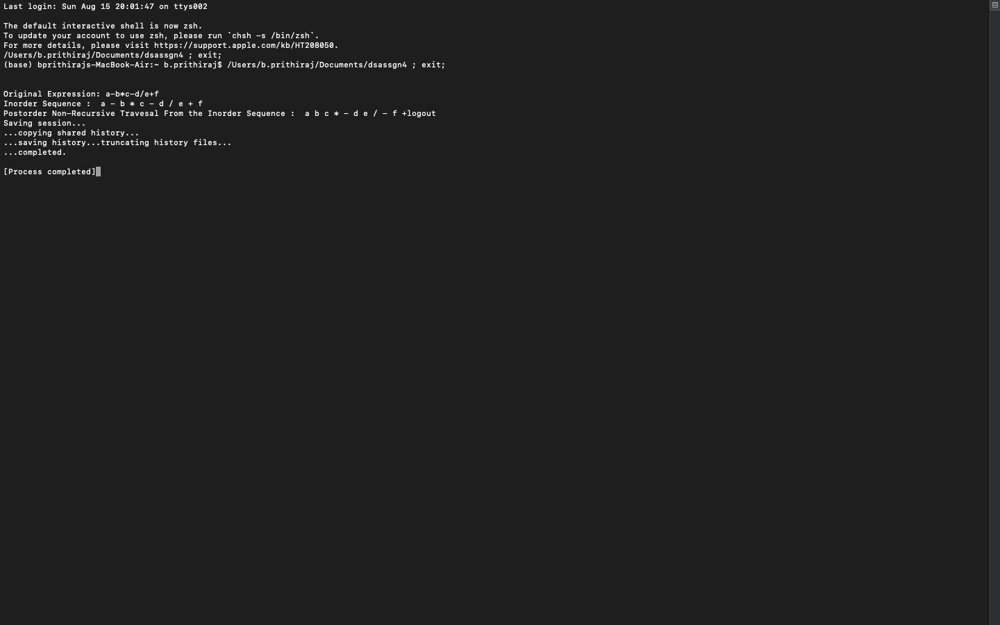 Last login: Sun Aug 15 20:01:47 on ttys002
The default interactive shell is now zsh.
To update your account to use zsh, please run `chsh -s /bin/zsh`.
For more details, please visit https://support.apple.com/kb/HT208050.
/Users/b.prithiraj/Documents/dsassgn4 ; exit;
(base) bprithirajs-MacBook-Air:~ b.prithiraj$ /Users/b.prithiraj/Documents/dsassgn4 ; exit;
Original Expression: a-b*c-d/e+f
Inorder Sequence :  a - b * c - d / e + f
Postorder Non-Recursive Travesal From the Inorder Sequence :  a b c * - d e / - f +logout
Saving session...
...copying shared history...
...saving history...truncating history files...
...completed.
[Process completed]